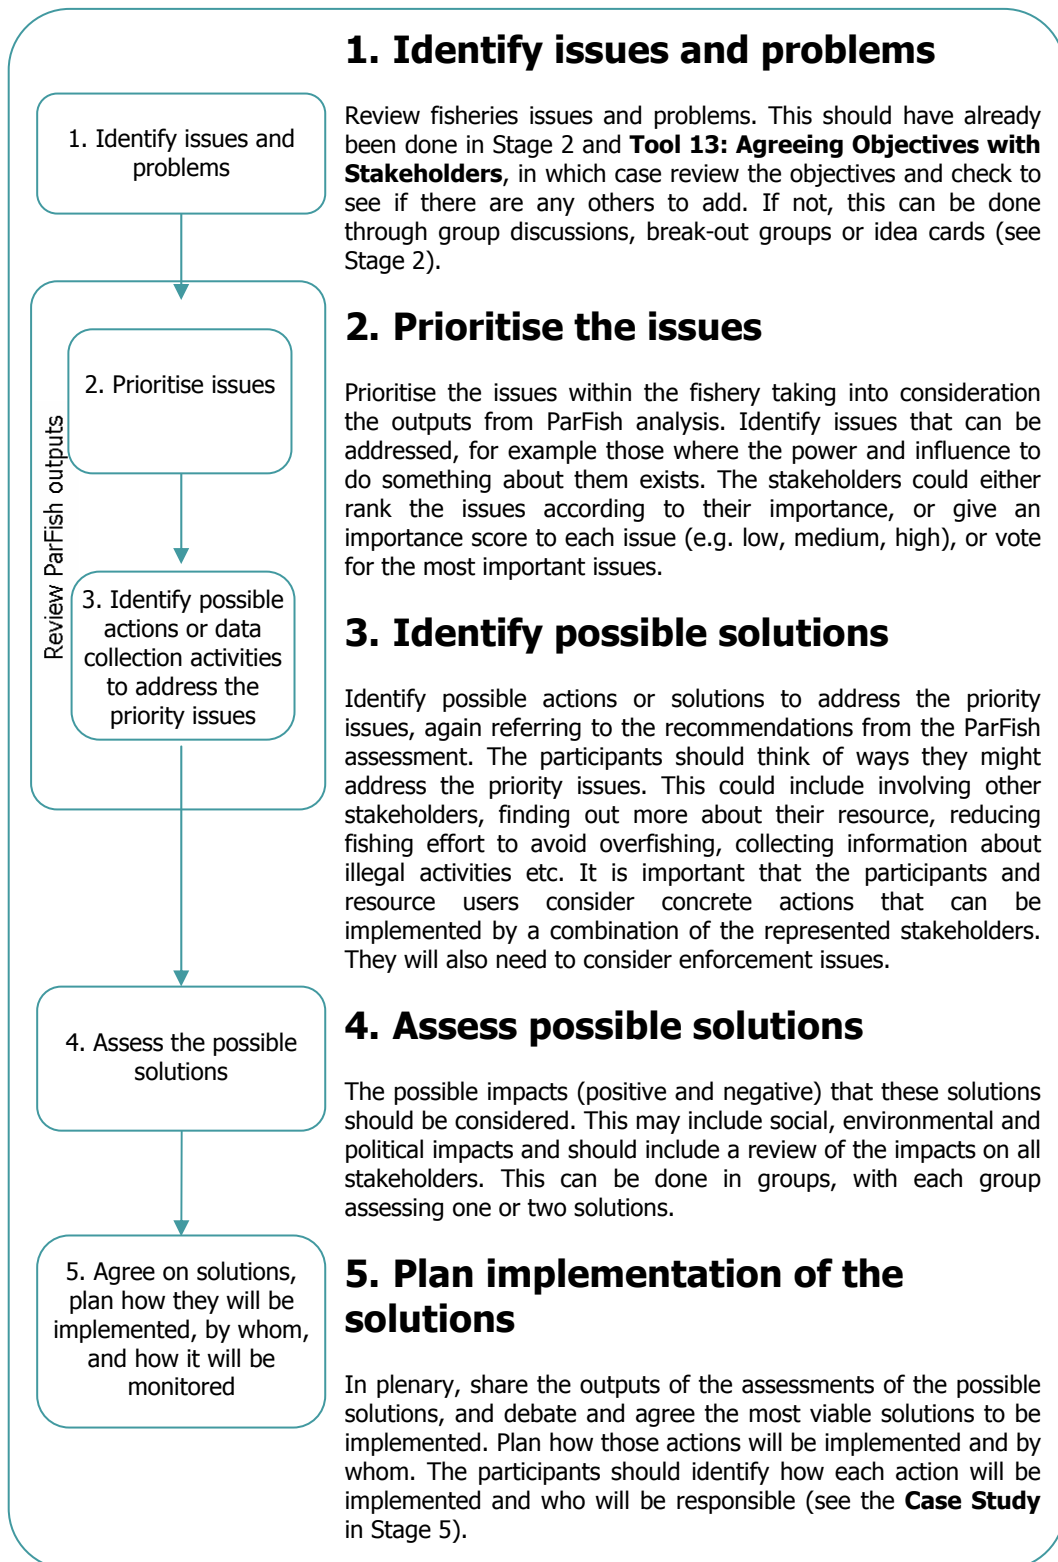 1. Identify issues and
problems
Review ParFish outputs
2. Prioritise issues
3. Identify possible
actions or data
collection activities
to address the
priority issues
4. Assess the possible
solutions
5. Agree on solutions,
plan how they will be
implemented, by whom,
and how it will be
monitored
1. Identify issues and problems
Review fisheries issues and problems. This should have already
been done in Stage 2 and Tool 13: Agreeing Objectives with
Stakeholders, in which case review the objectives and check to
see if there are any others to add. If not, this can be done
through group discussions, break-out groups or idea cards (see
Stage 2).
2. Prioritise the issues
Prioritise the issues within the fishery taking into consideration
the outputs from ParFish analysis. Identify issues that can be
addressed, for example those where the power and influence to
do something about them exists. The stakeholders could either
rank the issues according to their importance, or give an
importance score to each issue (e.g. low, medium, high), or vote
for the most important issues.
3. Identify possible solutions
Identify possible actions or solutions to address the priority
issues, again referring to the recommendations from the ParFish
assessment. The participants should think of ways they might
address the priority issues. This could include involving other
stakeholders, finding out more about their resource, reducing
fishing effort to avoid overfishing, collecting information about
illegal activities etc. It is important that the participants and
resource users consider concrete actions that can be
implemented by a combination of the represented stakeholders.
They will also need to consider enforcement issues.
4. Assess possible solutions
The possible impacts (positive and negative) that these solutions
should be considered. This may include social, environmental and
political impacts and should include a review of the impacts on all
stakeholders. This can be done in groups, with each group
assessing one or two solutions.
5. Plan implementation of the
solutions
In plenary, share the outputs of the assessments of the possible
solutions, and debate and agree the most viable solutions to be
implemented. Plan how those actions will be implemented and by
whom. The participants should identify how each action will be
implemented and who will be responsible (see the Case Study
in Stage 5).